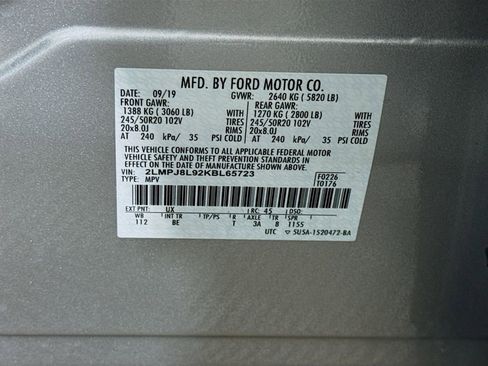 MFD. BY FORD MOTOR CO.
DATE: 09/19 GVWR: 2640 KG ( 5820 LB)
FRONT GAWR: REAR GAWR:
1388 KG ( 3060 LB) WITH 1270 KG ( 2800 LB) WITH
245/50R20 102V TIRES 245/50R20 102V TIRES
20x8.0J RIMS 20x8.0J RIMS
AT 240 kPa/ 35 PSI COLD AT 240 kPa/ 35 PSI COLD
THIS VEHICLE CONFORMS TO ALL APPLICABLE FEDERAL MOTOR
VEHICLE SAFETY AND THEFT PREVENTION STANDARDS
IN EFFECT ON THE DATE OF MANUFACTURE SHOWN ABOVE.
VIN: 2LMPJ8L92KBL65723 F0226
TYPE: MPV T0176
EXT PNT: UX RC: 45 DSO:
WB INT TR TP/PS R AXLE TR SPR
112 BE T 3A 8 1155
UTC ▽ 5U5A-1520472-BA